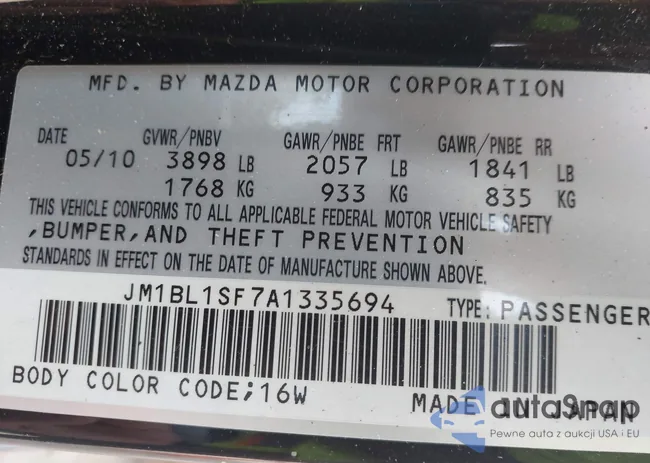 MFD. BY MAZDA MOTOR CORPORATION
DATE GVWR/PNBV GAWR/PNBE FRT GAWR/PNBE RR
05/10 3898 LB 2057 LB 1841 LB
1768 KG 933 KG 835 KG
THIS VEHICLE CONFORMS TO ALL APPLICABLE FEDERAL MOTOR VEHICLE SAFETY
,BUMPER,AND THEFT PREVENTION
STANDARDS IN EFFECT ON THE DATE OF MANUFACTURE SHOWN ABOVE.
JM1BL1SF7A1335694 TYPE: PASSENGER
BODY COLOR CODE;16W
MADE IN JAPAN
auto9nap
Pewne auta z aukcji USA i EU